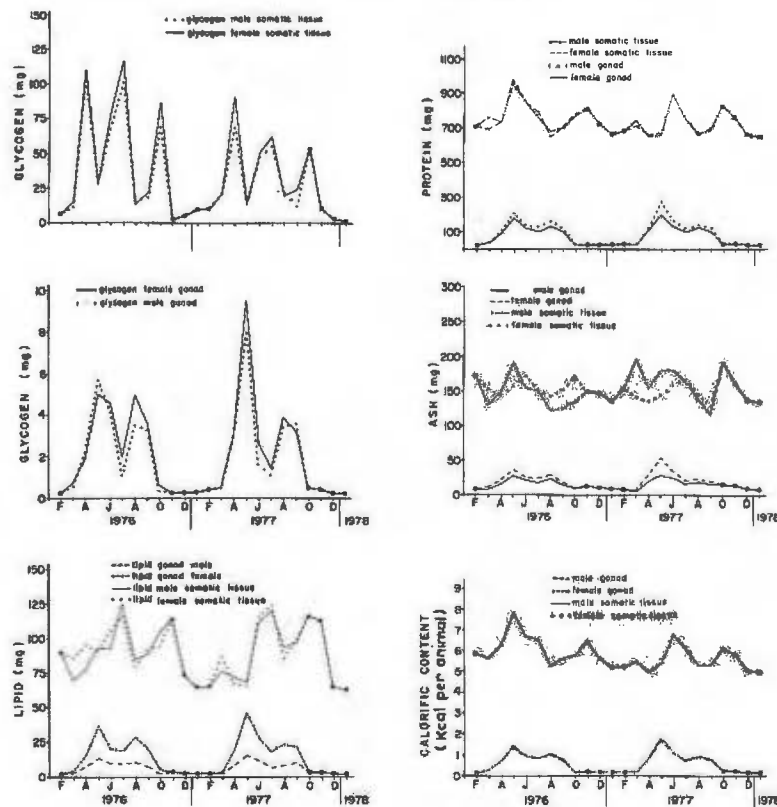 glycogen male somatic tissue
glycogen female somatic tissue
GLYCOGEN (mg)
150
125
100
75
50
25
0
1976
1977
1978
male somatic tissue
female somatic tissue
male gonad
female gonad
PROTEIN (mg)
1100
900
700
500
300
100
F A J A O D F A J A O D
1976
1977
1978
glycogen female gonad
glycogen male gonad
GLYCOGEN (mg)
10
8
6
4
2
0
F A J A O D F A J A O D
1976
1977
1978
male gonad
female gonad
male somatic tissue
female somatic tissue
ASH (mg)
300
250
200
150
100
50
0
F A J A O D F A J A O D
1976
1977
1978
lipid gonad male
lipid gonad female
lipid male somatic tissue
lipid female somatic tissue
LIPID (mg)
150
125
100
75
50
25
0
F A J A O D F A J A O D
1976
1977
1978
male gonad
female gonad
male somatic tissue
female somatic tissue
CALORIFIC CONTENT
(Kcal per animal)
9
8
7
6
5
4
3
2
1
0
F A J A O D F A J A O D
1976
1977
1978